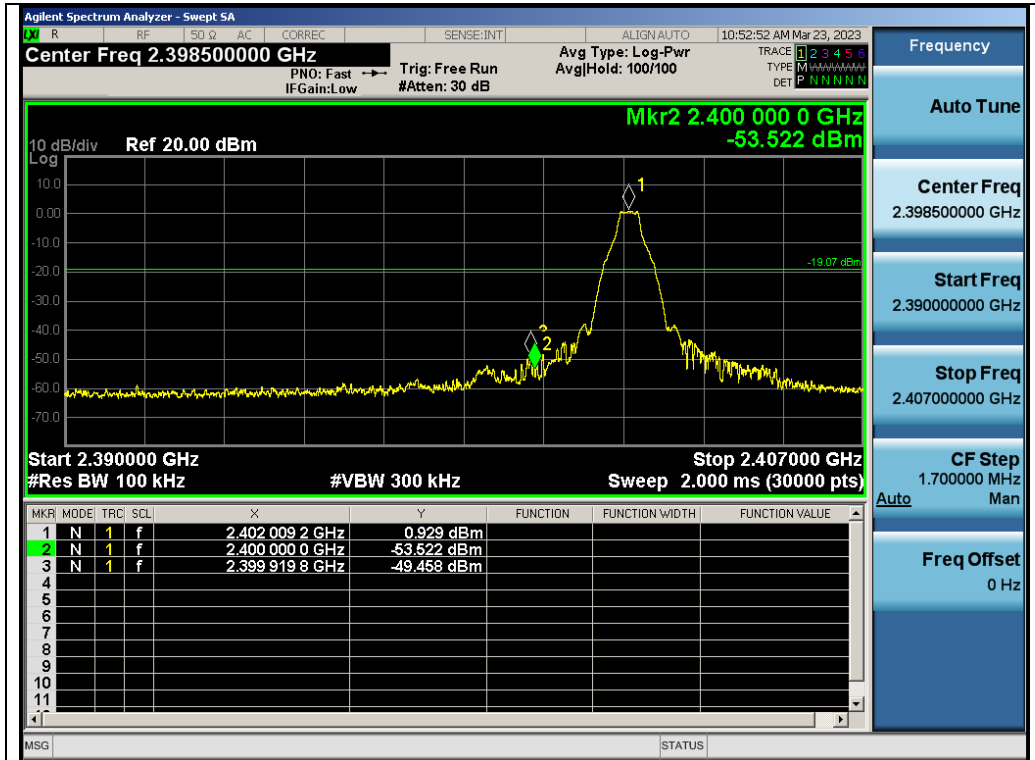 Agilent Spectrum Analyzer - Swept SA
LXI R RF 50 Ω AC CORREC SENSE:INT ALIGN AUTO 10:52:52 AM Mar 23, 2023
Center Freq 2.398500000 GHz
PNO: Fast
IFGain:Low
Trig: Free Run
#Atten: 30 dB
Avg Type: Log-Pwr
Avg|Hold: 100/100
TRACE 1 2 3 4 5 6
TYPE M WWWWW
DET P N N N N N
Mkr2 2.400 000 0 GHz
-53.522 dBm
10 dB/div Ref 20.00 dBm
Log
10.0
0.00
-10.0
-20.0
-30.0
-40.0
-50.0
-60.0
-70.0
1
-19.07 dBm
3
2
Start 2.390000 GHz Stop 2.407000 GHz
#Res BW 100 kHz #VBW 300 kHz Sweep 2.000 ms (30000 pts)
MKR MODE TRC SCL X Y FUNCTION FUNCTION WIDTH FUNCTION VALUE
1 N 1 f 2.402 009 2 GHz 0.929 dBm
2 N 1 f 2.400 000 0 GHz -53.522 dBm
3 N 1 f 2.399 919 8 GHz -49.458 dBm
4
5
6
7
8
9
10
11
MSG STATUS
Frequency
Auto Tune
Center Freq
2.398500000 GHz
Start Freq
2.390000000 GHz
Stop Freq
2.407000000 GHz
CF Step
1.700000 MHz
Auto Man
Freq Offset
0 Hz